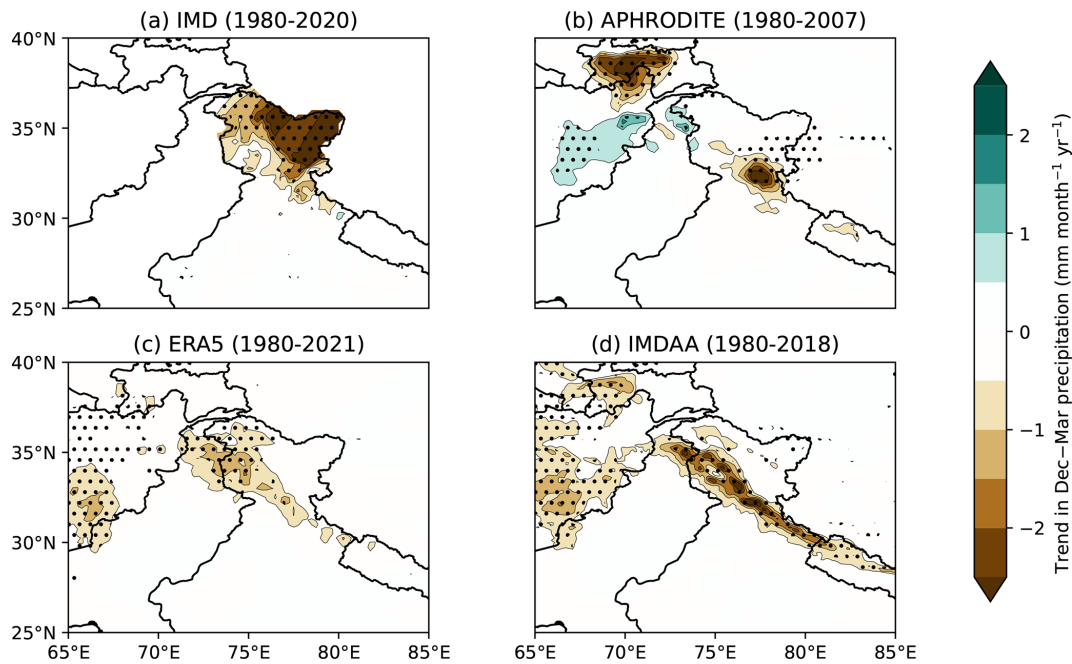 (a) IMD (1980-2020)
(b) APHRODITE (1980-2007)
40°N
35°N
30°N
25°N
(c) ERA5 (1980-2021)
(d) IMDAA (1980-2018)
40°N
35°N
30°N
25°N
65°E 70°E 75°E 80°E 85°E
65°E 70°E 75°E 80°E 85°E
2
1
0
−1
−2
Trend in Dec−Mar precipitation (mm month⁻¹ yr⁻¹)